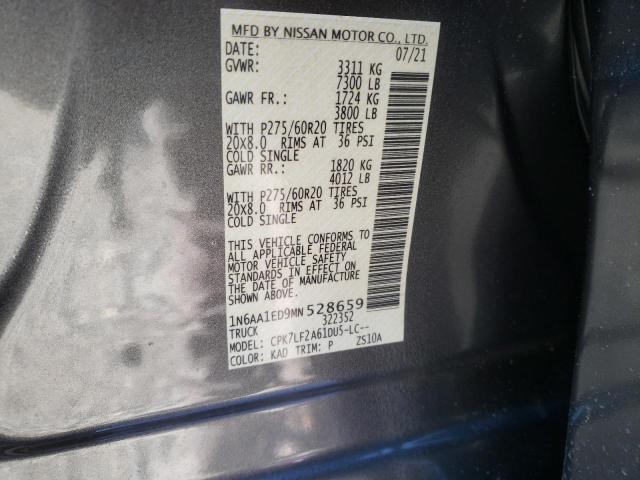 MFD BY NISSAN MOTOR CO., LTD.
DATE: 07/21
GVWR: 3311 KG
7300 LB
GAWR FR.: 1724 KG
3800 LB
WITH P275/60R20 TIRES
20x8.0 RIMS AT 36 PSI
COLD SINGLE
GAWR RR.: 1820 KG
4012 LB
WITH P275/60R20 TIRES
20x8.0 RIMS AT 36 PSI
COLD SINGLE
THIS VEHICLE CONFORMS TO
ALL APPLICABLE FEDERAL
MOTOR VEHICLE SAFETY
STANDARDS IN EFFECT ON
THE DATE OF MANUFACTURE
SHOWN ABOVE.
1N6AA1ED9MN528659
TRUCK 322352
MODEL: CPK7LF2A61DU5-LC--
COLOR: KAD TRIM: P ZS10A